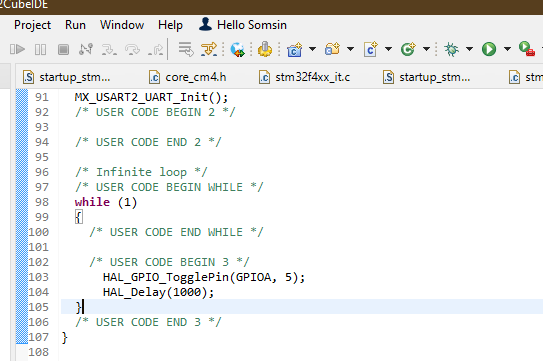 2CubeIDE
Project Run Window Help Hello Somsin
startup_stm... core_cm4.h stm32f4xx_it.c startup_stm... stm
91 MX_USART2_UART_Init();
92 /* USER CODE BEGIN 2 */
93
94 /* USER CODE END 2 */
95
96 /* Infinite loop */
97 /* USER CODE BEGIN WHILE */
98 while (1)
99 {
100 /* USER CODE END WHILE */
101
102 /* USER CODE BEGIN 3 */
103 HAL_GPIO_TogglePin(GPIOA, 5);
104 HAL_Delay(1000);
105 }
106 /* USER CODE END 3 */
107 }
108